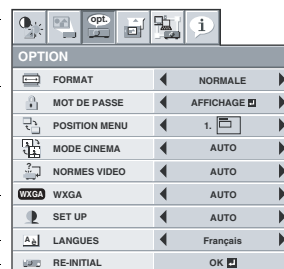 opt.
i
OPTION
FORMAT NORMALE
MOT DE PASSE AFFICHAGE
POSITION MENU 1.
MODE CINEMA AUTO
NORMES VIDEO AUTO
WXGA WXGA AUTO
SET UP AUTO
LANGUES Français
RE-INITIAL OK